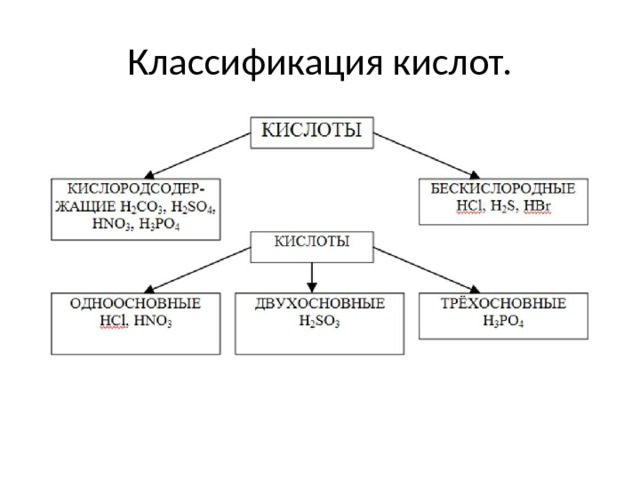 Классификация кислот.
КИСЛОТЫ
КИСЛОРОДСОДЕР-
ЖАЩИЕ H₂CO₃, H₂SO₄,
HNO₃, H₃PO₄
БЕСКИСЛОРОДНЫЕ
HCl, H₂S, HBr
КИСЛОТЫ
ОДНООСНОВНЫЕ
HCl, HNO₃
ДВУХОСНОВНЫЕ
H₂SO₃
ТРЁХОСНОВНЫЕ
H₃PO₄